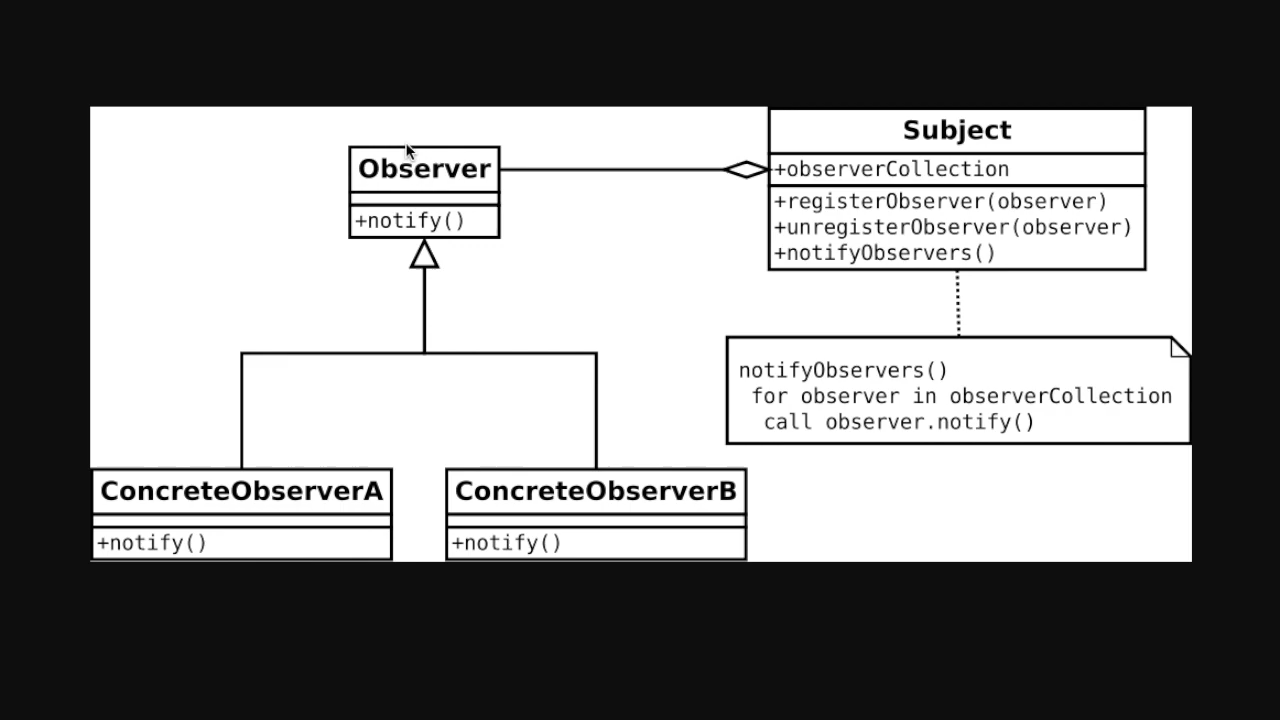 Observer
+notify()
Subject
+observerCollection
+registerObserver(observer)
+unregisterObserver(observer)
+notifyObservers()
notifyObservers()
for observer in observerCollection
call observer.notify()
ConcreteObserverA
+notify()
ConcreteObserverB
+notify()